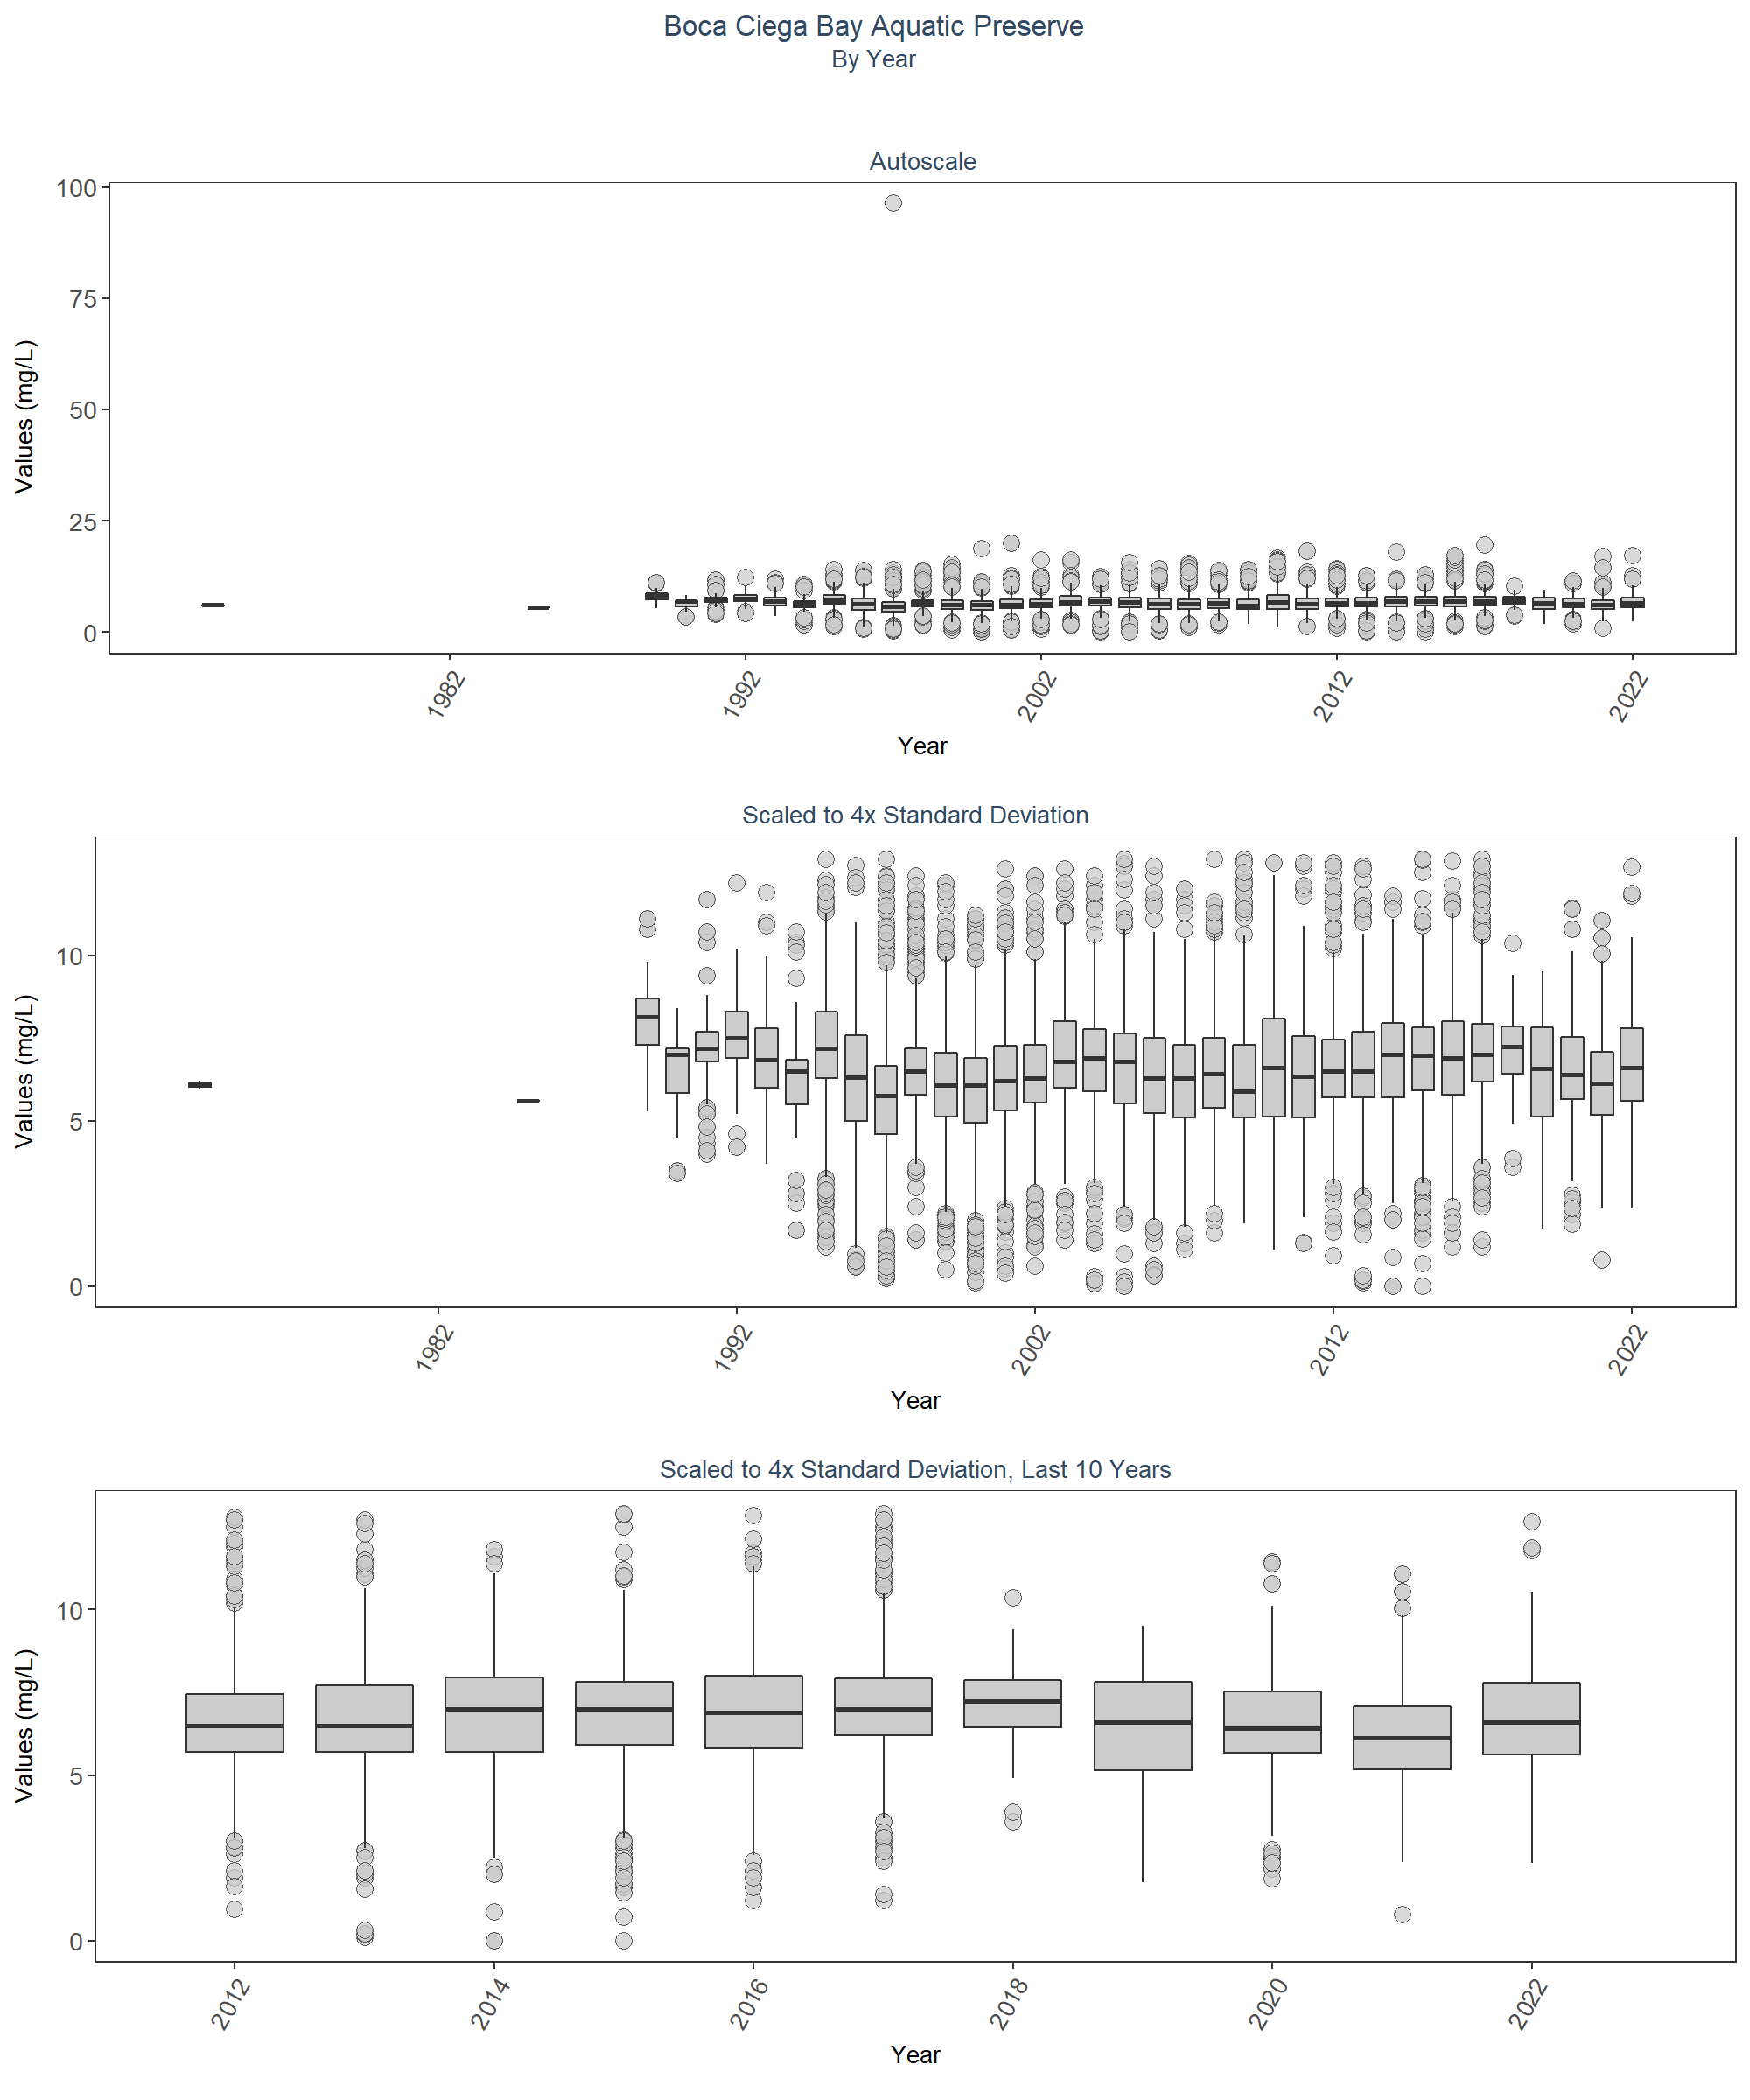 Boca Ciega Bay Aquatic Preserve
By Year
Autoscale
100
75
50
25
0
Values (mg/L)
1982
1992
2002
2012
2022
Year
Scaled to 4x Standard Deviation
10
5
0
Values (mg/L)
1982
1992
2002
2012
2022
Year
Scaled to 4x Standard Deviation, Last 10 Years
10
5
0
Values (mg/L)
2012
2014
2016
2018
2020
2022
Year